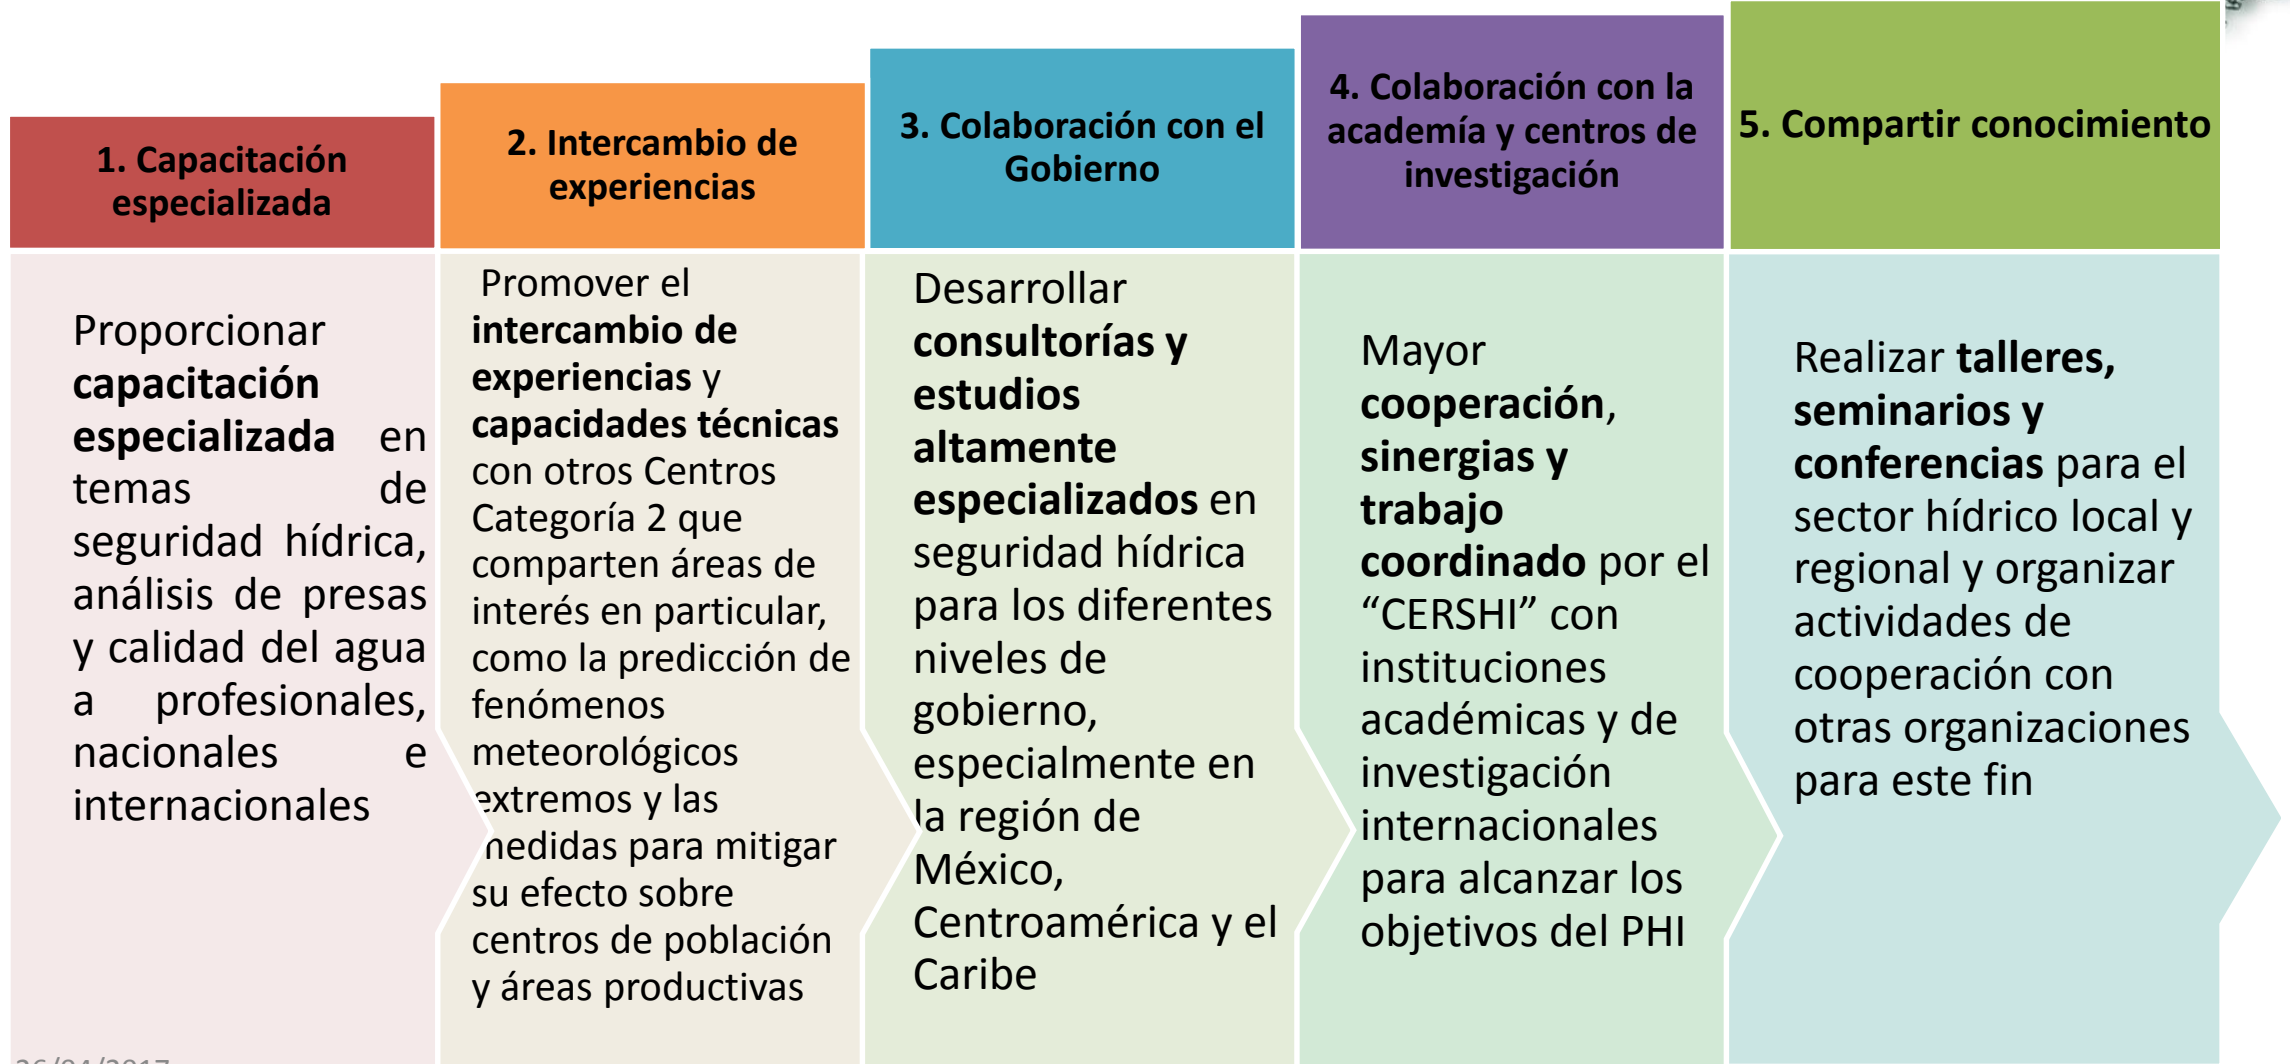 1. Capacitación
especializada
2. Intercambio de
experiencias
3. Colaboración con el
Gobierno
4. Colaboración con la
academía y centros de
investigación
5. Compartir conocimiento
Proporcionar
capacitación
especializada en
temas de
seguridad hídrica,
análisis de presas
y calidad del agua
a profesionales,
nacionales e
internacionales
Promover el
intercambio de
experiencias y
capacidades técnicas
con otros Centros
Categoría 2 que
comparten áreas de
interés en particular,
como la predicción de
fenómenos
meteorológicos
extremos y las
medidas para mitigar
su efecto sobre
centros de población
y áreas productivas
Desarrollar
consultorías y
estudios
altamente
especializados en
seguridad hídrica
para los diferentes
niveles de
gobierno,
especialmente en
la región de
México,
Centroamérica y el
Caribe
Mayor
cooperación,
sinergias y
trabajo
coordinado por el
“CERSHI” con
instituciones
académicas y de
investigación
internacionales
para alcanzar los
objetivos del PHI
Realizar talleres,
seminarios y
conferencias para el
sector hídrico local y
regional y organizar
actividades de
cooperación con
otras organizaciones
para este fin
26/04/2017